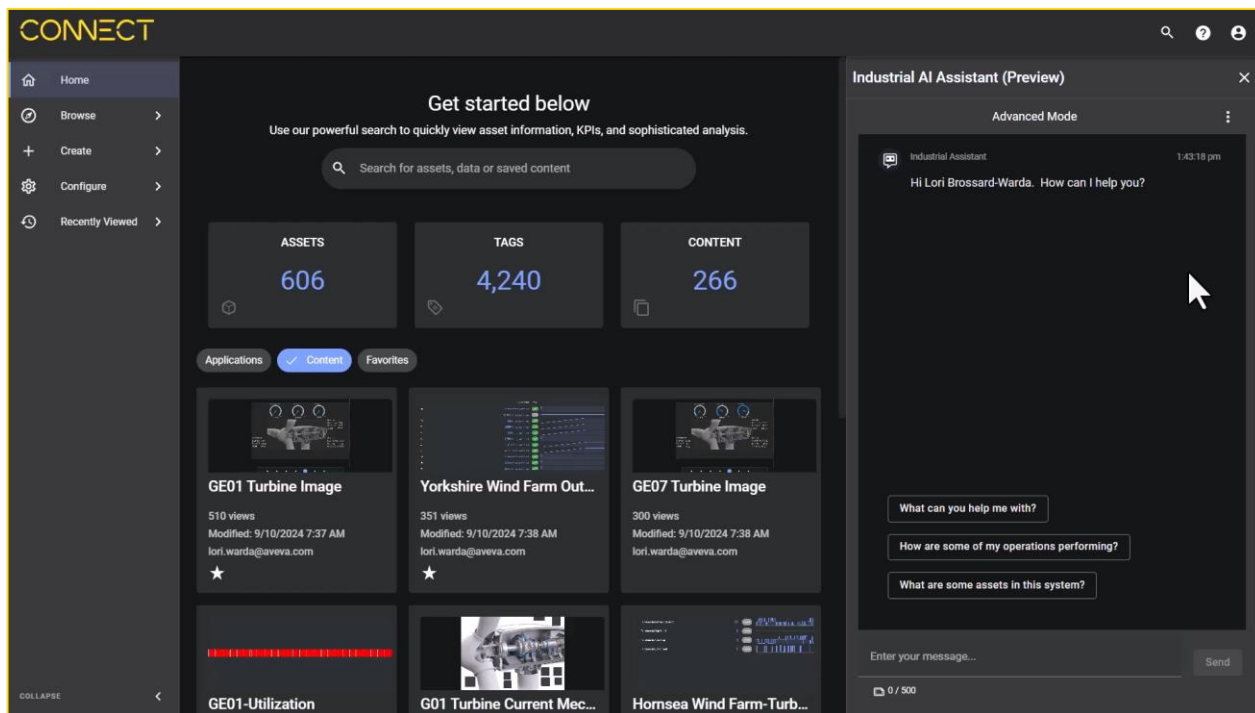 CONNECT
Home
Browse
Create
Configure
Recently Viewed
COLLAPSE
Get started below
Use our powerful search to quickly view asset information, KPIs, and sophisticated analysis.
Search for assets, data or saved content
ASSETS
606
TAGS
4,240
CONTENT
266
Applications
Content
Favorites
GE01 Turbine Image
510 views
Modified: 9/10/2024 7:37 AM
lori.warda@aveva.com
Yorkshire Wind Farm Out...
351 views
Modified: 9/10/2024 7:38 AM
lori.warda@aveva.com
GE07 Turbine Image
300 views
Modified: 9/10/2024 7:38 AM
lori.warda@aveva.com
GE01-Utilization
G01 Turbine Current Mec...
Hornsea Wind Farm-Turb...
Industrial AI Assistant (Preview)
Advanced Mode
Industrial Assistant
1:43:18 pm
Hi Lori Brossard-Warda. How can I help you?
What can you help me with?
How are some of my operations performing?
What are some assets in this system?
Enter your message...
Send
0 / 500